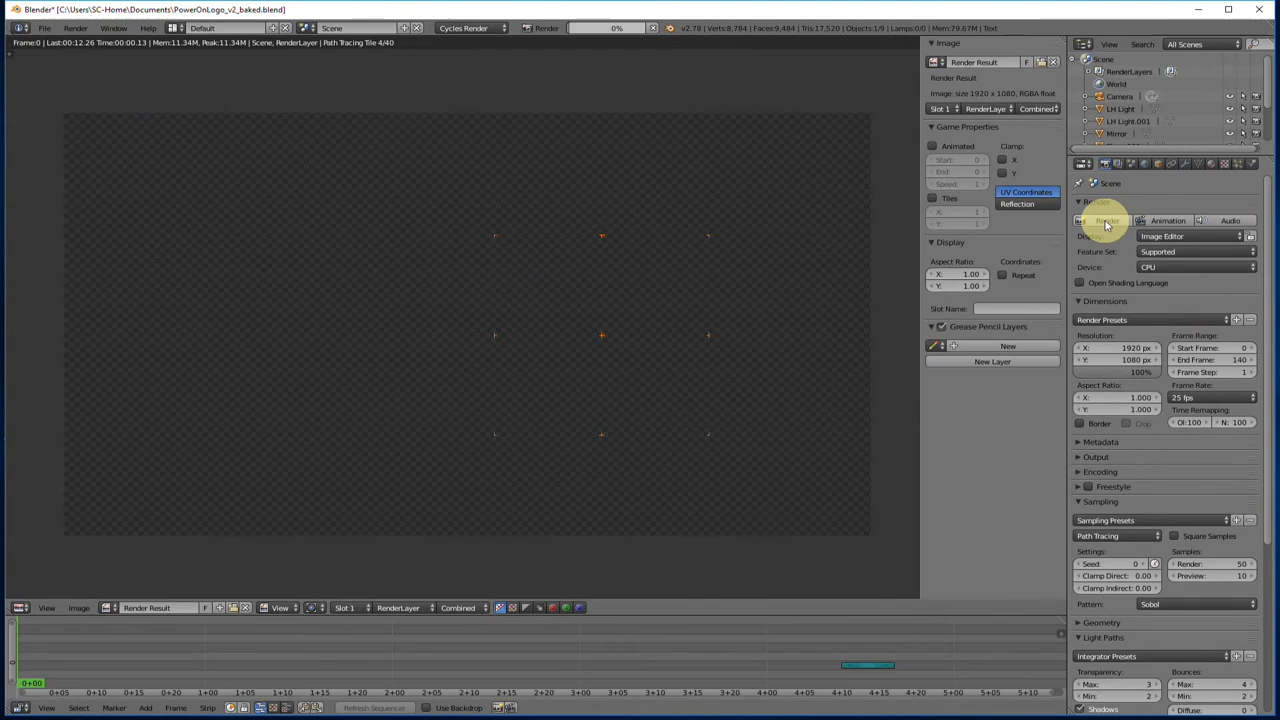 Blender* [C:\Users\SC-Home\Documents\PowerOnLogo_v2_baked.blend]
File Render Window Help Default Scene Cycles Render Render 0% v2.78 | Verts:8,784 | Faces:9,484 | Tris:17,520 | Objects:1/9 | Lamps:0/0 | Mem:79.67M | Text
Frame:0 | Last:00:12.26 Time:00:00.13 | Mem:11.34M, Peak:11.34M | Scene, RenderLayer | Path Tracing Tile 4/40
Image
Render Result F
Render Result
Image: size 1920 x 1080, RGBA float
Slot 1 RenderLaye Combined
Game Properties
Animated Clamp:
Start: 0 X
End: 0 Y
Speed: 1
Tiles
X: 1
Y: 1
UV Coordinates
Reflection
Display
Aspect Ratio: Coordinates:
X: 1.00 Repeat
Y: 1.00
Slot Name:
Grease Pencil Layers
New
New Layer
View Search All Scenes
Scene
RenderLayers
World
Camera
LH Light
LH Light.001
Mirror
Scene
Render
Render Animation Audio
Display: Image Editor
Feature Set: Supported
Device: CPU
Open Shading Language
Dimensions
Render Presets
Resolution: Frame Range:
X: 1920 px Start Frame: 0
Y: 1080 px End Frame: 140
100% Frame Step: 1
Aspect Ratio: Frame Rate:
X: 1.000 25 fps
Y: 1.000 Time Remapping:
Border Crop Ol:100 N: 100
Metadata
Output
Encoding
Freestyle
Sampling
Sampling Presets
Path Tracing Square Samples
Settings: Samples:
Seed: 0 Render: 50
Clamp Direct: 0.00 Preview: 10
Clamp Indirect: 0.00
Pattern: Sobol
Geometry
Light Paths
Integrator Presets
Transparency: Bounces:
Max: 3 Max: 4
Min: 2 Min: 2
Shadows Diffuse: 0
View Image Render Result F View Slot 1 RenderLayer Combined
0+00
0+05 0+10 0+15 0+20 1+00 1+05 1+10 1+15 1+20 2+00 2+05 2+10 2+15 2+20 3+00 3+05 3+10 3+15 3+20 4+00 4+05 4+10 4+15 4+20 5+00 5+05 5+10
View Select Marker Add Frame Strip Refresh Sequencer Use Backdrop